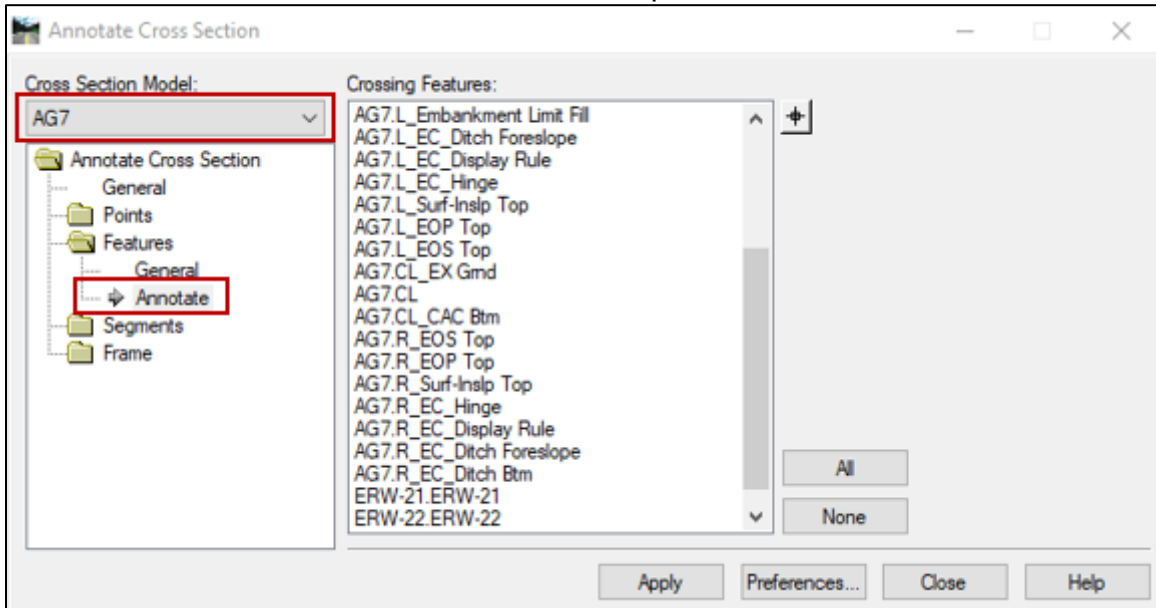 Annotate Cross Section
Cross Section Model:
AG7
Annotate Cross Section
General
Points
Features
General
Annotate
Segments
Frame
Crossing Features:
AG7.L_Embankment Limit Fill
AG7.L_EC_Ditch Foreslope
AG7.L_EC_Display Rule
AG7.L_EC_Hinge
AG7.L_Surf-Inslp Top
AG7.L_EOP Top
AG7.L_EOS Top
AG7.CL_EX Grnd
AG7.CL
AG7.CL_CAC Btm
AG7.R_EOS Top
AG7.R_EOP Top
AG7.R_Surf-Inslp Top
AG7.R_EC_Hinge
AG7.R_EC_Display Rule
AG7.R_EC_Ditch Foreslope
AG7.R_EC_Ditch Btm
ERW-21.ERW-21
ERW-22.ERW-22
All
None
Apply
Preferences...
Close
Help